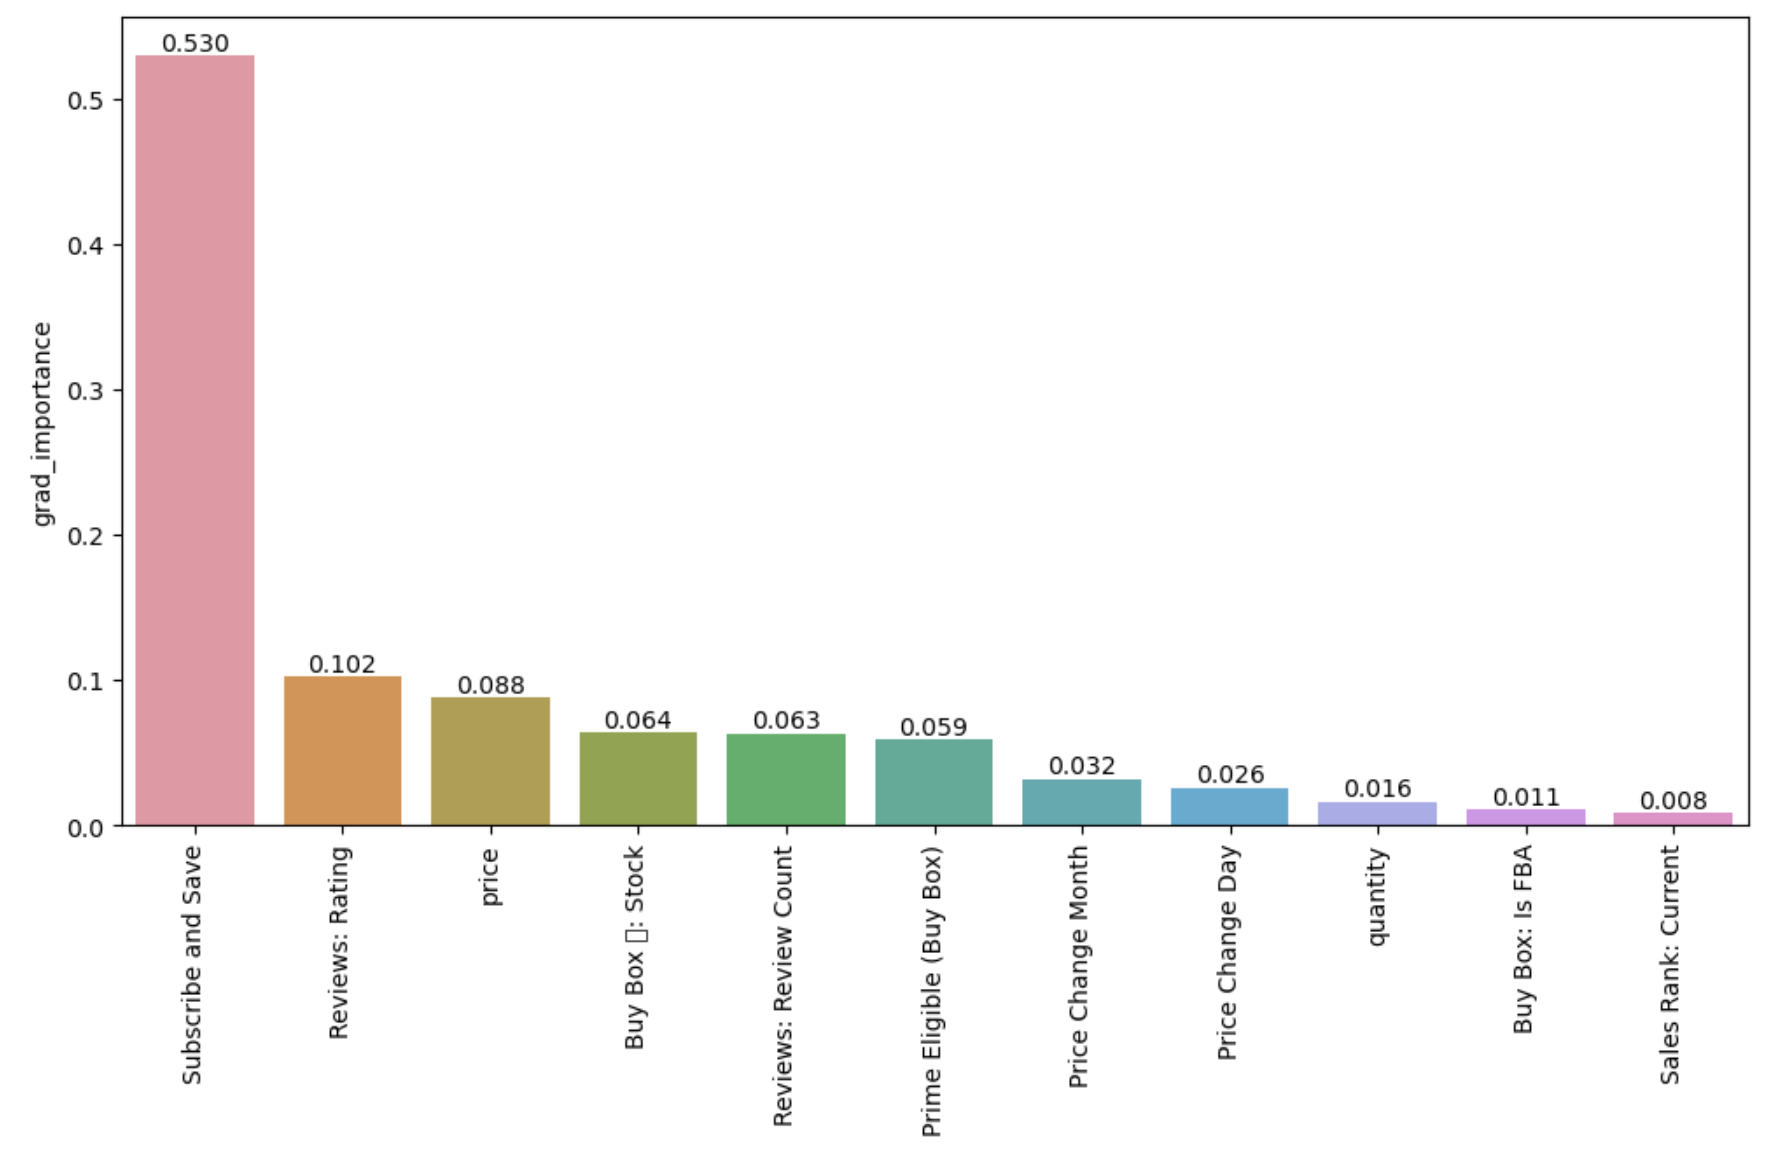 grad_importance
0.5
0.4
0.3
0.2
0.1
0.0
0.530
0.102
0.088
0.064
0.063
0.059
0.032
0.026
0.016
0.011
0.008
Subscribe and Save
Reviews: Rating
price
Buy Box ▯: Stock
Reviews: Review Count
Prime Eligible (Buy Box)
Price Change Month
Price Change Day
quantity
Buy Box: Is FBA
Sales Rank: Current